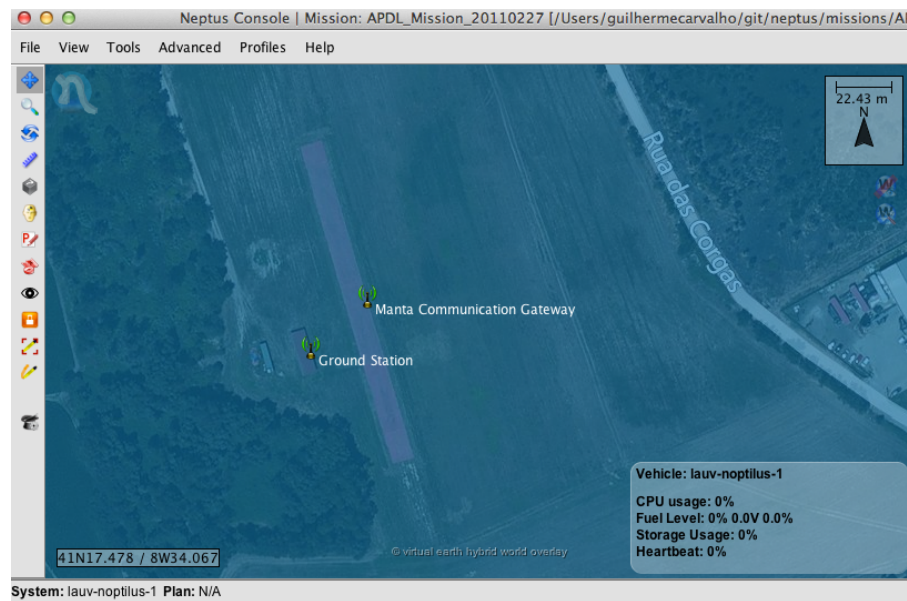 Neptus Console | Mission: APDL_Mission_20110227 [/Users/guilhermecarvalho/git/neptus/missions/AP
File View Tools Advanced Profiles Help
22.43 m
N
Rua das Corgas
Manta Communication Gateway
Ground Station
Vehicle: lauv-noptilus-1
CPU usage: 0%
Fuel Level: 0% 0.0V 0.0%
Storage Usage: 0%
Heartbeat: 0%
© virtual earth hybrid world overlay
41N17.478 / 8W34.067
System: lauv-noptilus-1 Plan: N/A